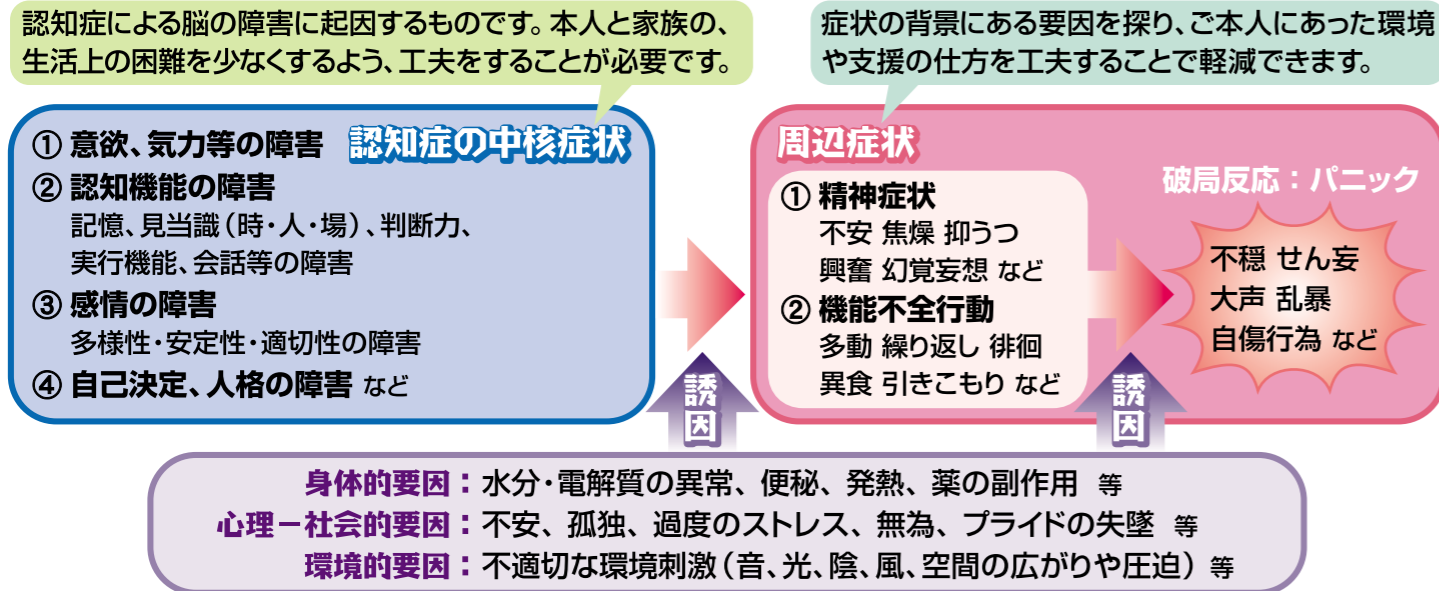 認知症による脳の障害に起因するものです。本人と家族の、
生活上の困難を少なくするよう、工夫をすることが必要です。
症状の背景にある要因を探り、ご本人にあった環境
や支援の仕方を工夫することで軽減できます。
認知症の中核症状
① 意欲、気力等の障害
② 認知機能の障害
記憶、見当識（時・人・場）、判断力、
実行機能、会話等の障害
③ 感情の障害
多様性・安定性・適切性の障害
④ 自己決定、人格の障害 など
周辺症状
① 精神症状
不安 焦燥 抑うつ
興奮 幻覚妄想 など
② 機能不全行動
多動 繰り返し 徘徊
異食 引きこもり など
破局反応：パニック
不穏 せん妄
大声 乱暴
自傷行為 など
誘因
誘因
身体的要因：水分・電解質の異常、便秘、発熱、薬の副作用 等
心理－社会的要因：不安、孤独、過度のストレス、無為、プライドの失墜 等
環境的要因：不適切な環境刺激（音、光、陰、風、空間の広がりや圧迫） 等